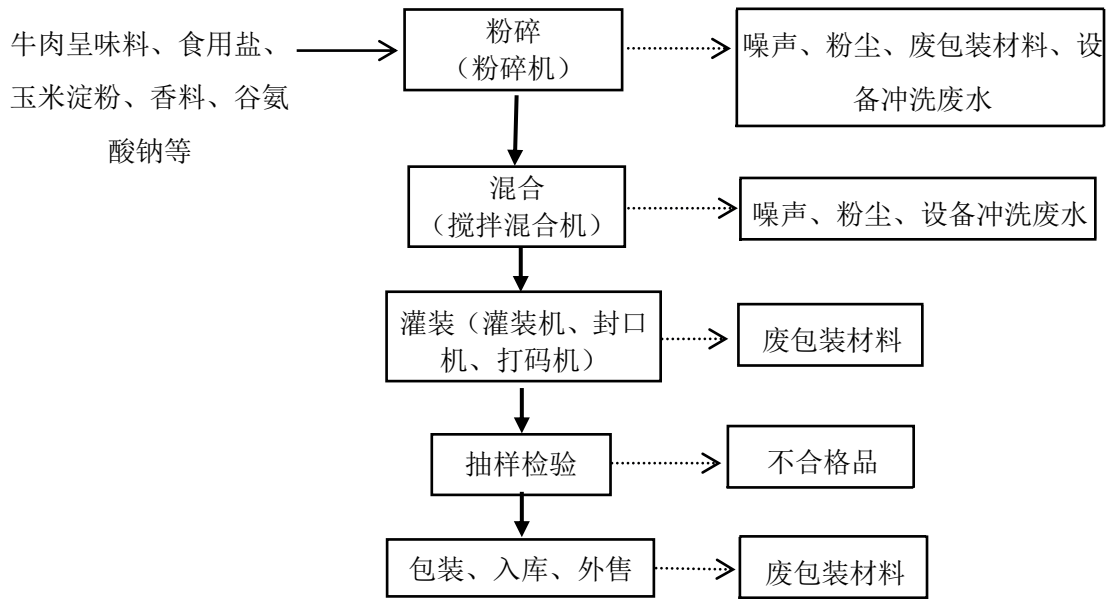 牛肉呈味料、食用盐、
玉米淀粉、香料、谷氨
酸钠等
粉碎
（粉碎机）
噪声、粉尘、废包装材料、设
备冲洗废水
混合
（搅拌混合机）
噪声、粉尘、设备冲洗废水
灌装（灌装机、封口
机、打码机）
废包装材料
抽样检验
不合格品
包装、入库、外售
废包装材料